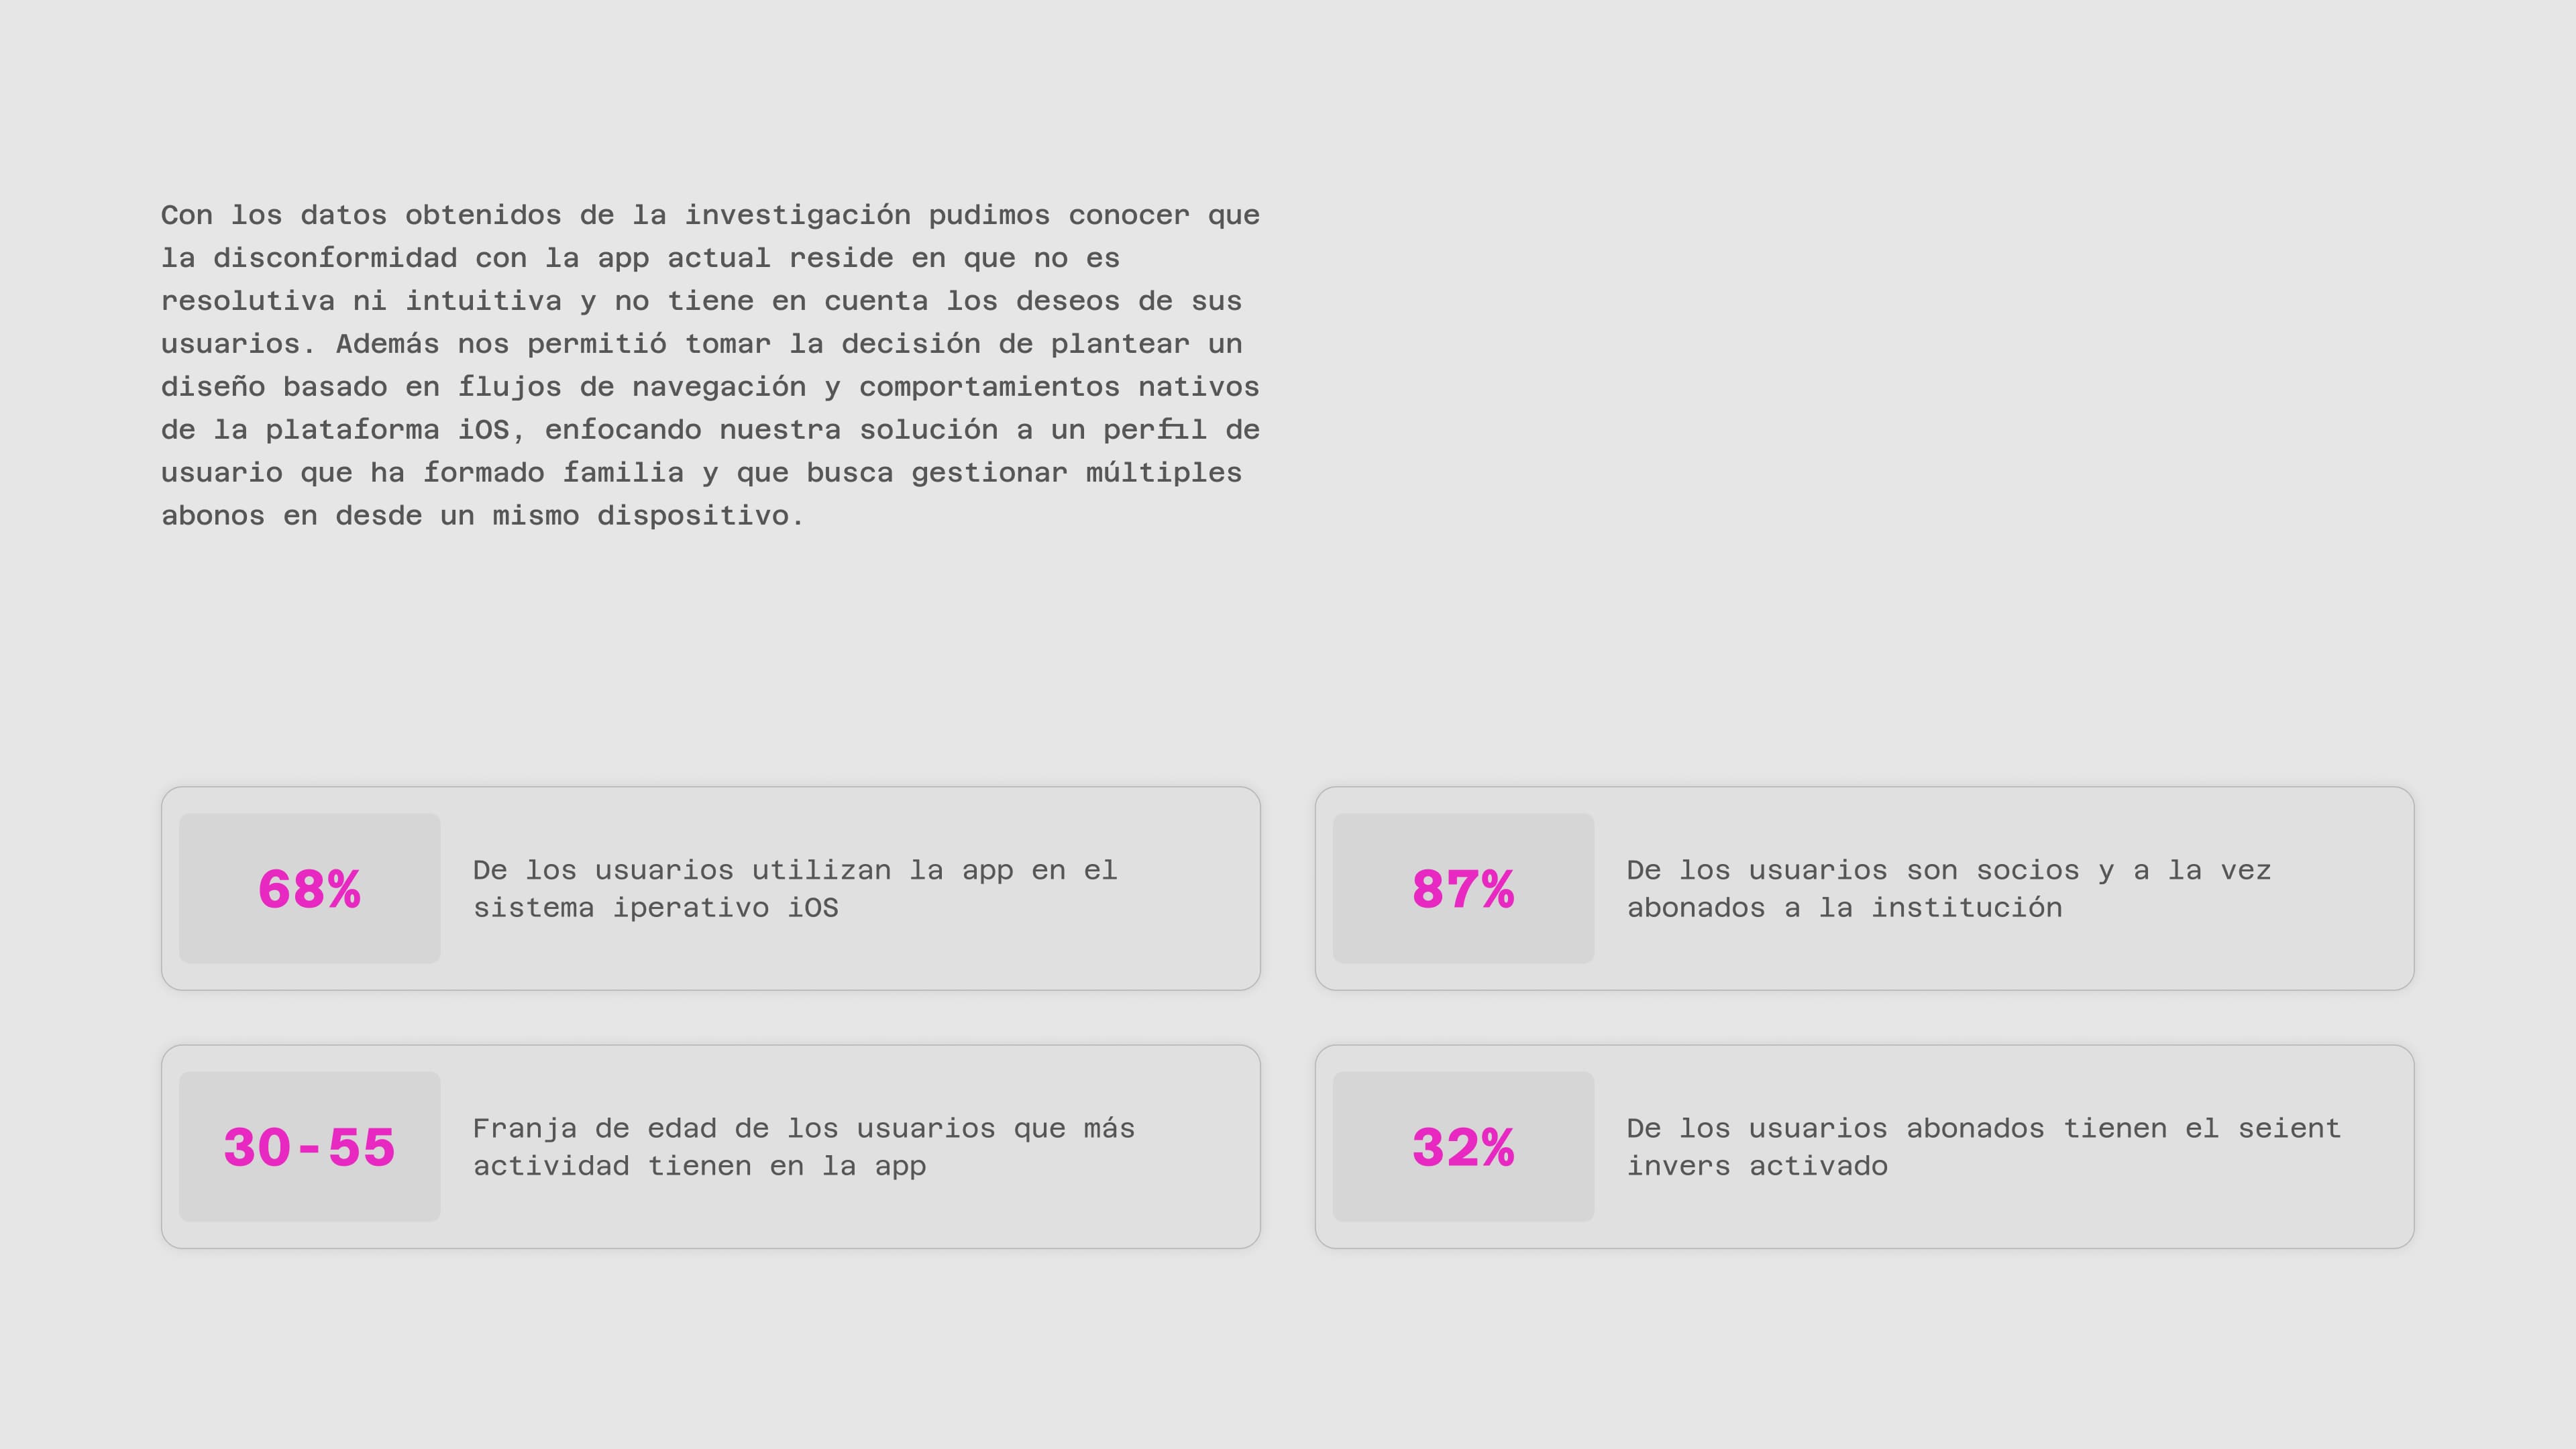 Con los datos obtenidos de la investigación pudimos conocer que
la disconformidad con la app actual reside en que no es
resolutiva ni intuitiva y no tiene en cuenta los deseos de sus
usuarios. Además nos permitió tomar la decisión de plantear un
diseño basado en flujos de navegación y comportamientos nativos
de la plataforma iOS, enfocando nuestra solución a un perfil de
usuario que ha formado familia y que busca gestionar múltiples
abonos en desde un mismo dispositivo.
68%
De los usuarios utilizan la app en el
sistema iperativo iOS
87%
De los usuarios son socios y a la vez
abonados a la institución
30-55
Franja de edad de los usuarios que más
actividad tienen en la app
32%
De los usuarios abonados tienen el seient
invers activado